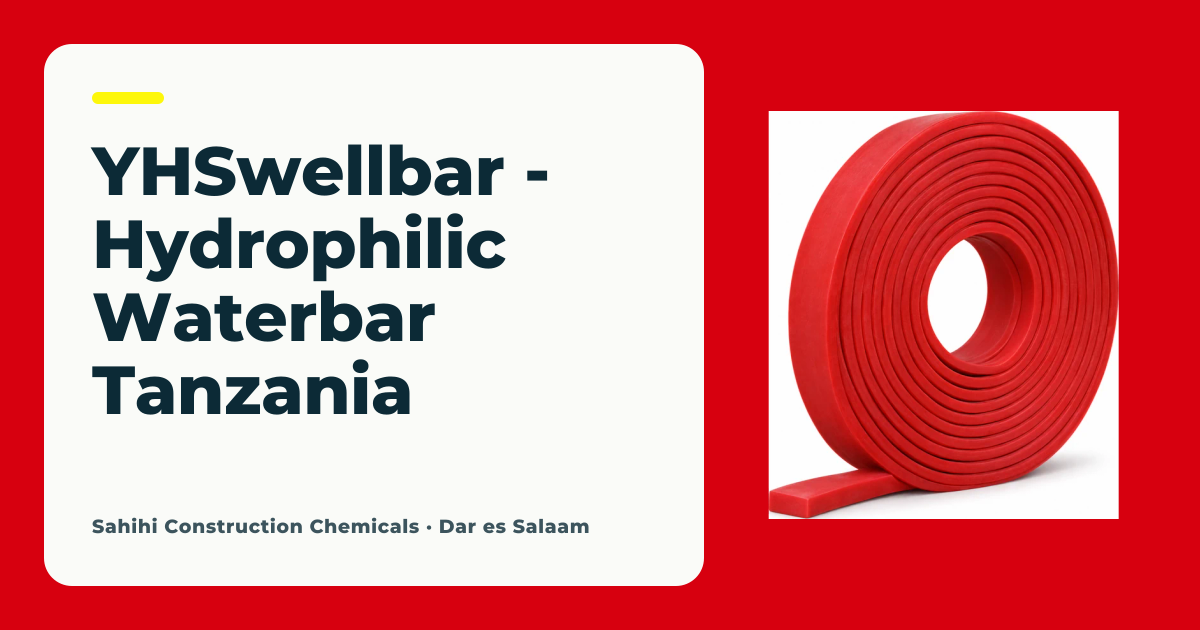 YHSwellbar -
Hydrophilic
Waterbar
Tanzania
Sahihi Construction Chemicals · Dar es Salaam